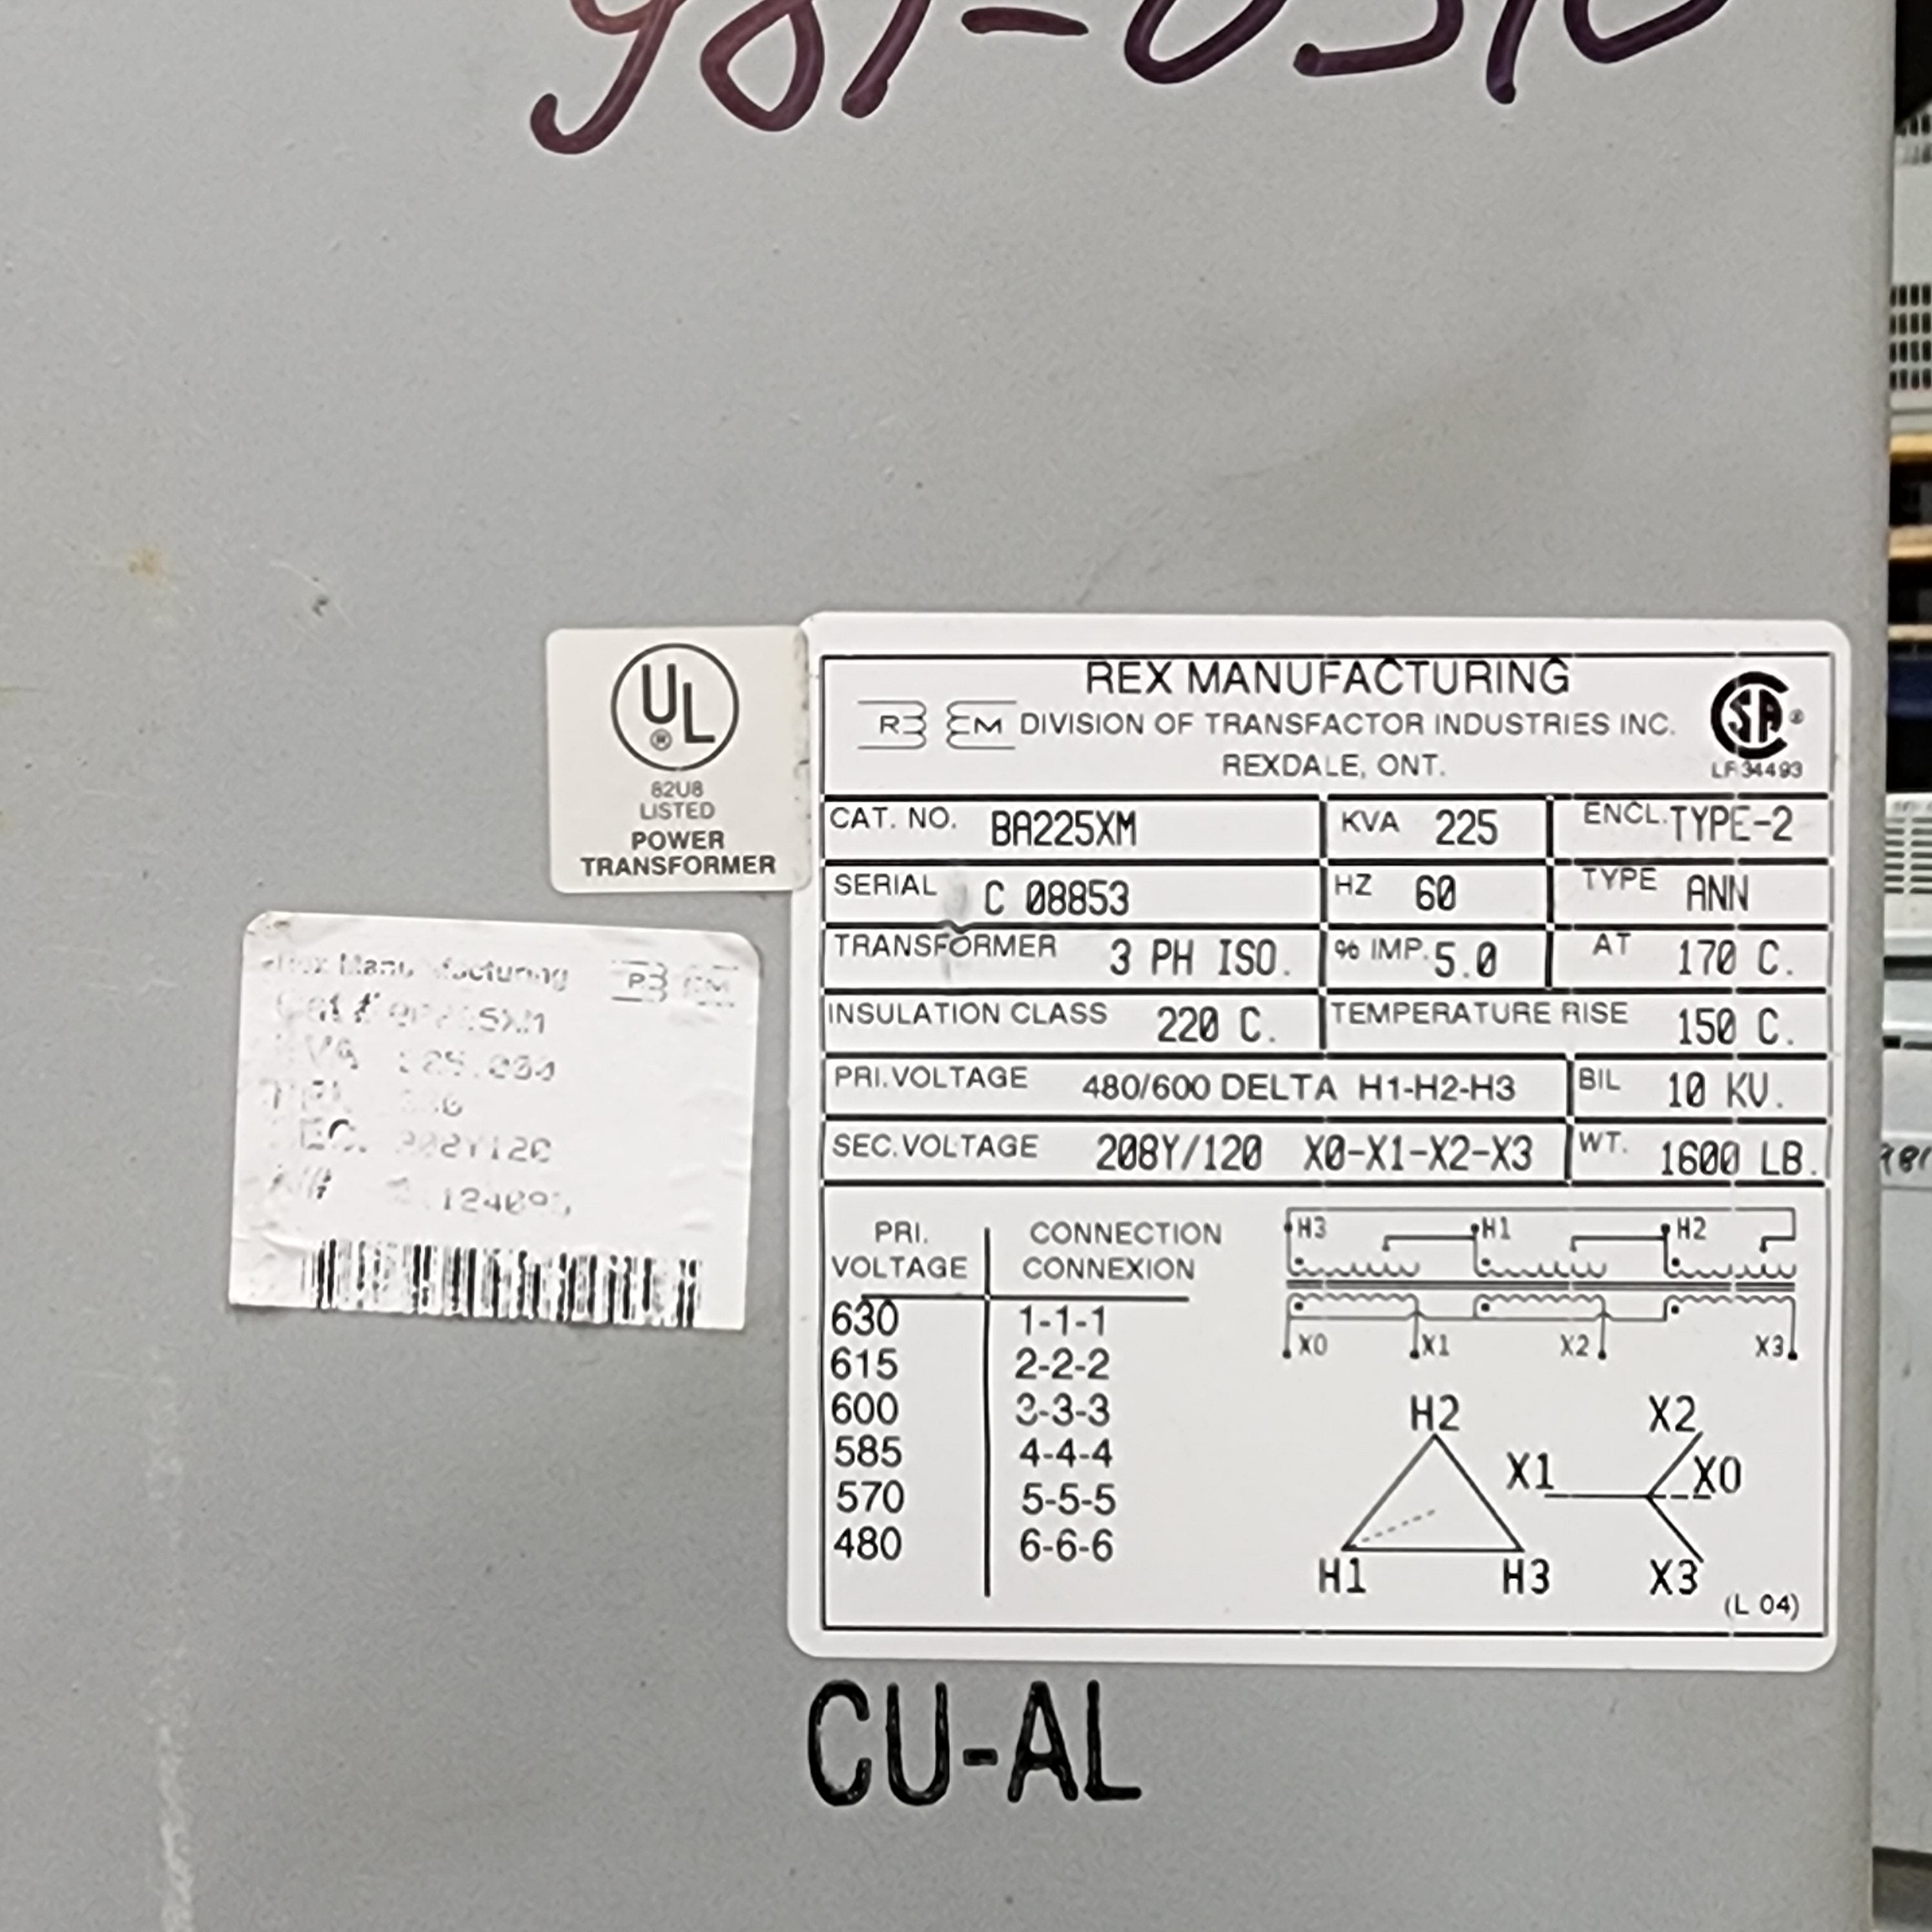 UL
®
82U8
LISTED
POWER
TRANSFORMER
REX MANUFACTURING
REM DIVISION OF TRANSFACTOR INDUSTRIES INC.
REXDALE, ONT.
SA ®
LR 34493
CAT. NO. BA225XM KVA 225 ENCL. TYPE-2
SERIAL C 08853 HZ 60 TYPE ANN
TRANSFORMER 3 PH ISO. % IMP. 5.0 AT 170 C.
INSULATION CLASS 220 C. TEMPERATURE RISE 150 C.
PRI.VOLTAGE 480/600 DELTA H1-H2-H3 BIL 10 KV.
SEC.VOLTAGE 208Y/120 X0-X1-X2-X3 WT. 1600 LB.
PRI. CONNECTION
VOLTAGE CONNEXION
630 1-1-1
615 2-2-2
600 3-3-3
585 4-4-4
570 5-5-5
480 6-6-6
H3 H1 H2
X0 X1 X2 X3
H2 X2
X1 X0
H1 H3 X3
(L 04)
Manufacturing
CU-AL